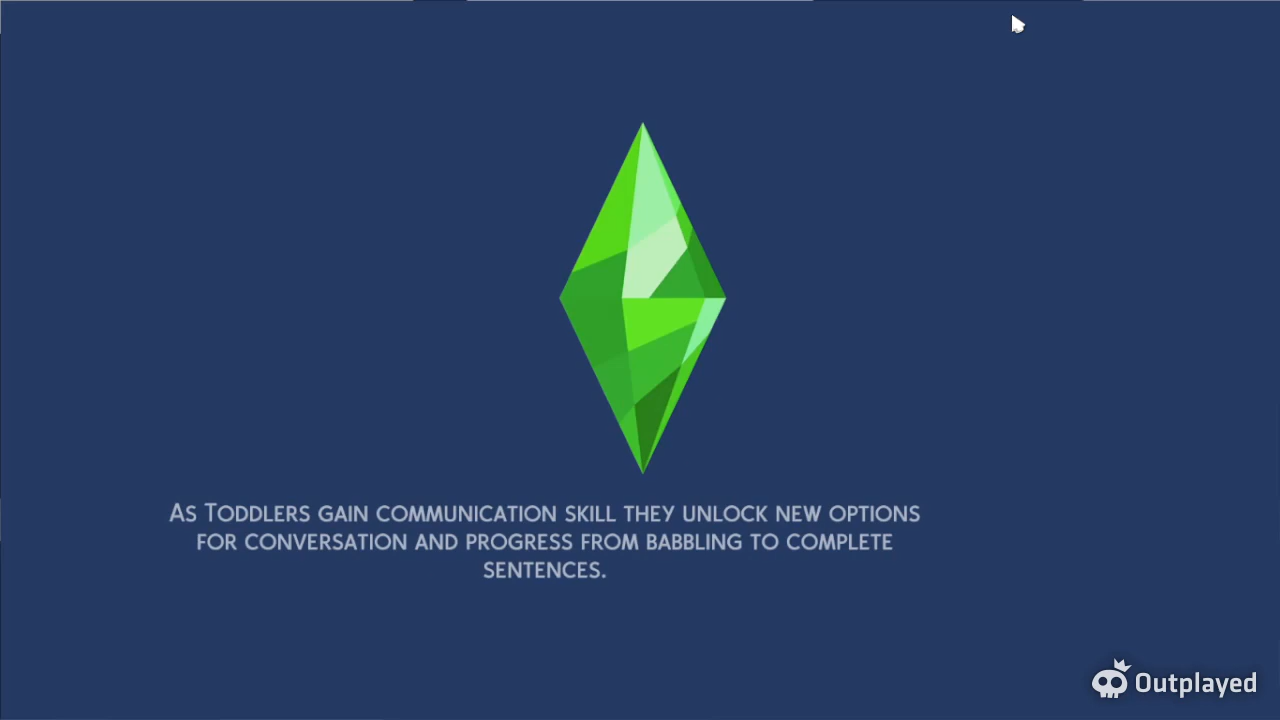 As Toddlers gain communication skill they unlock new options
for conversation and progress from babbling to complete
sentences.
Outplayed